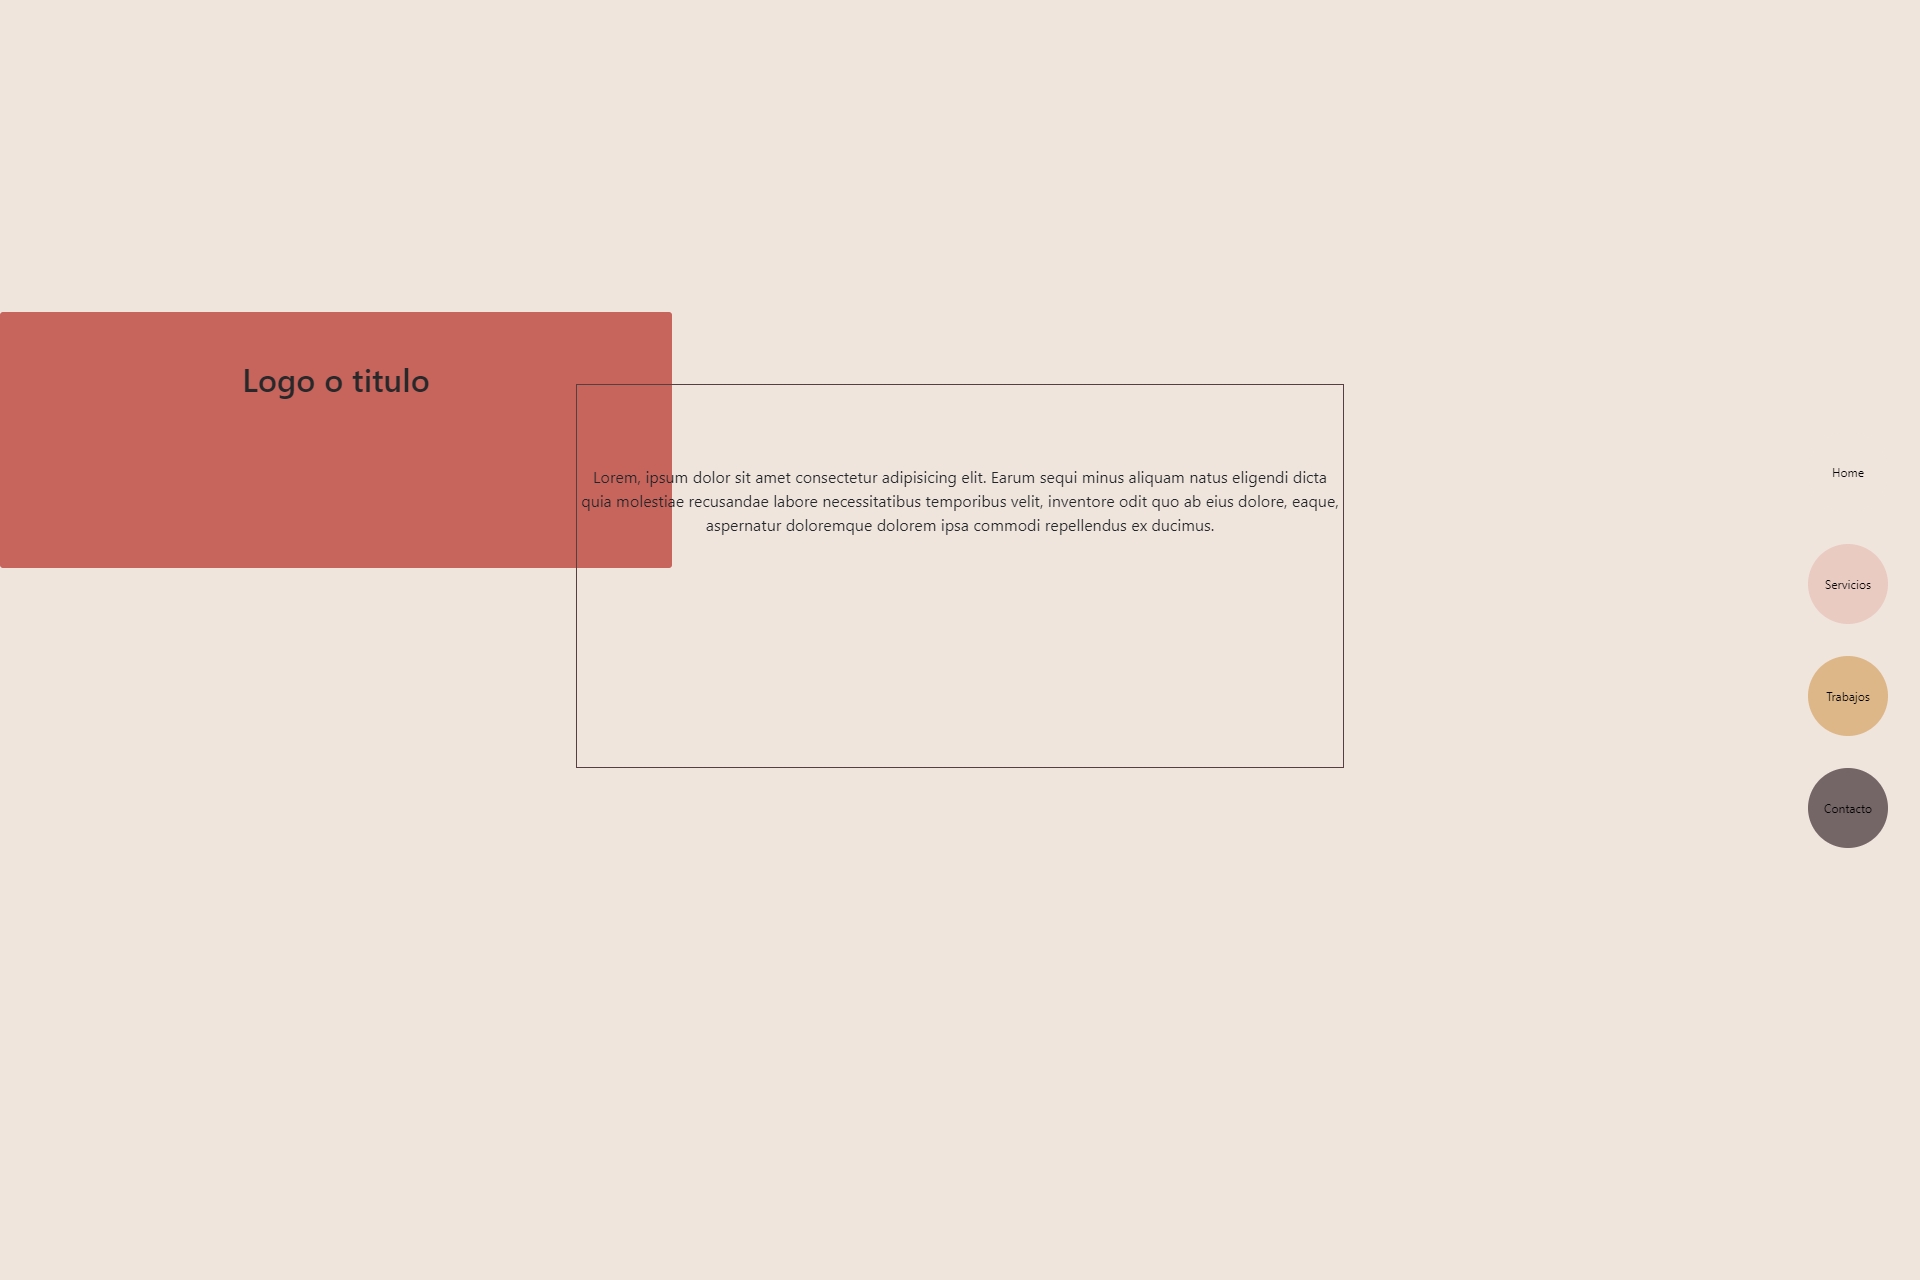 Logo o titulo
Lorem, ipsum dolor sit amet consectetur adipisicing elit. Earum sequi minus aliquam natus eligendi dicta
quia molestiae recusandae labore necessitatibus temporibus velit, inventore odit quo ab eius dolore, eaque,
aspernatur doloremque dolorem ipsa commodi repellendus ex ducimus.
Home
Servicios
Trabajos
Contacto